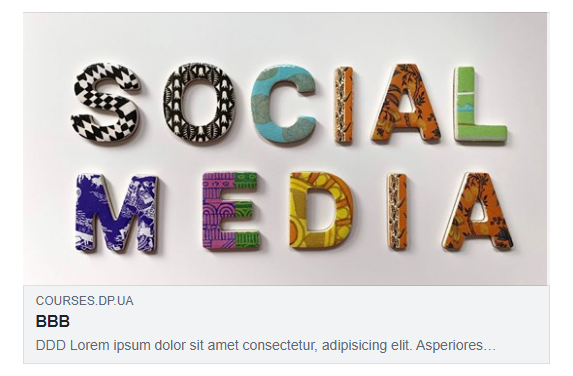 SOCIAL
MEDIA
COURSES.DP.UA
BBB
DDD Lorem ipsum dolor sit amet consectetur, adipisicing elit. Asperiores…